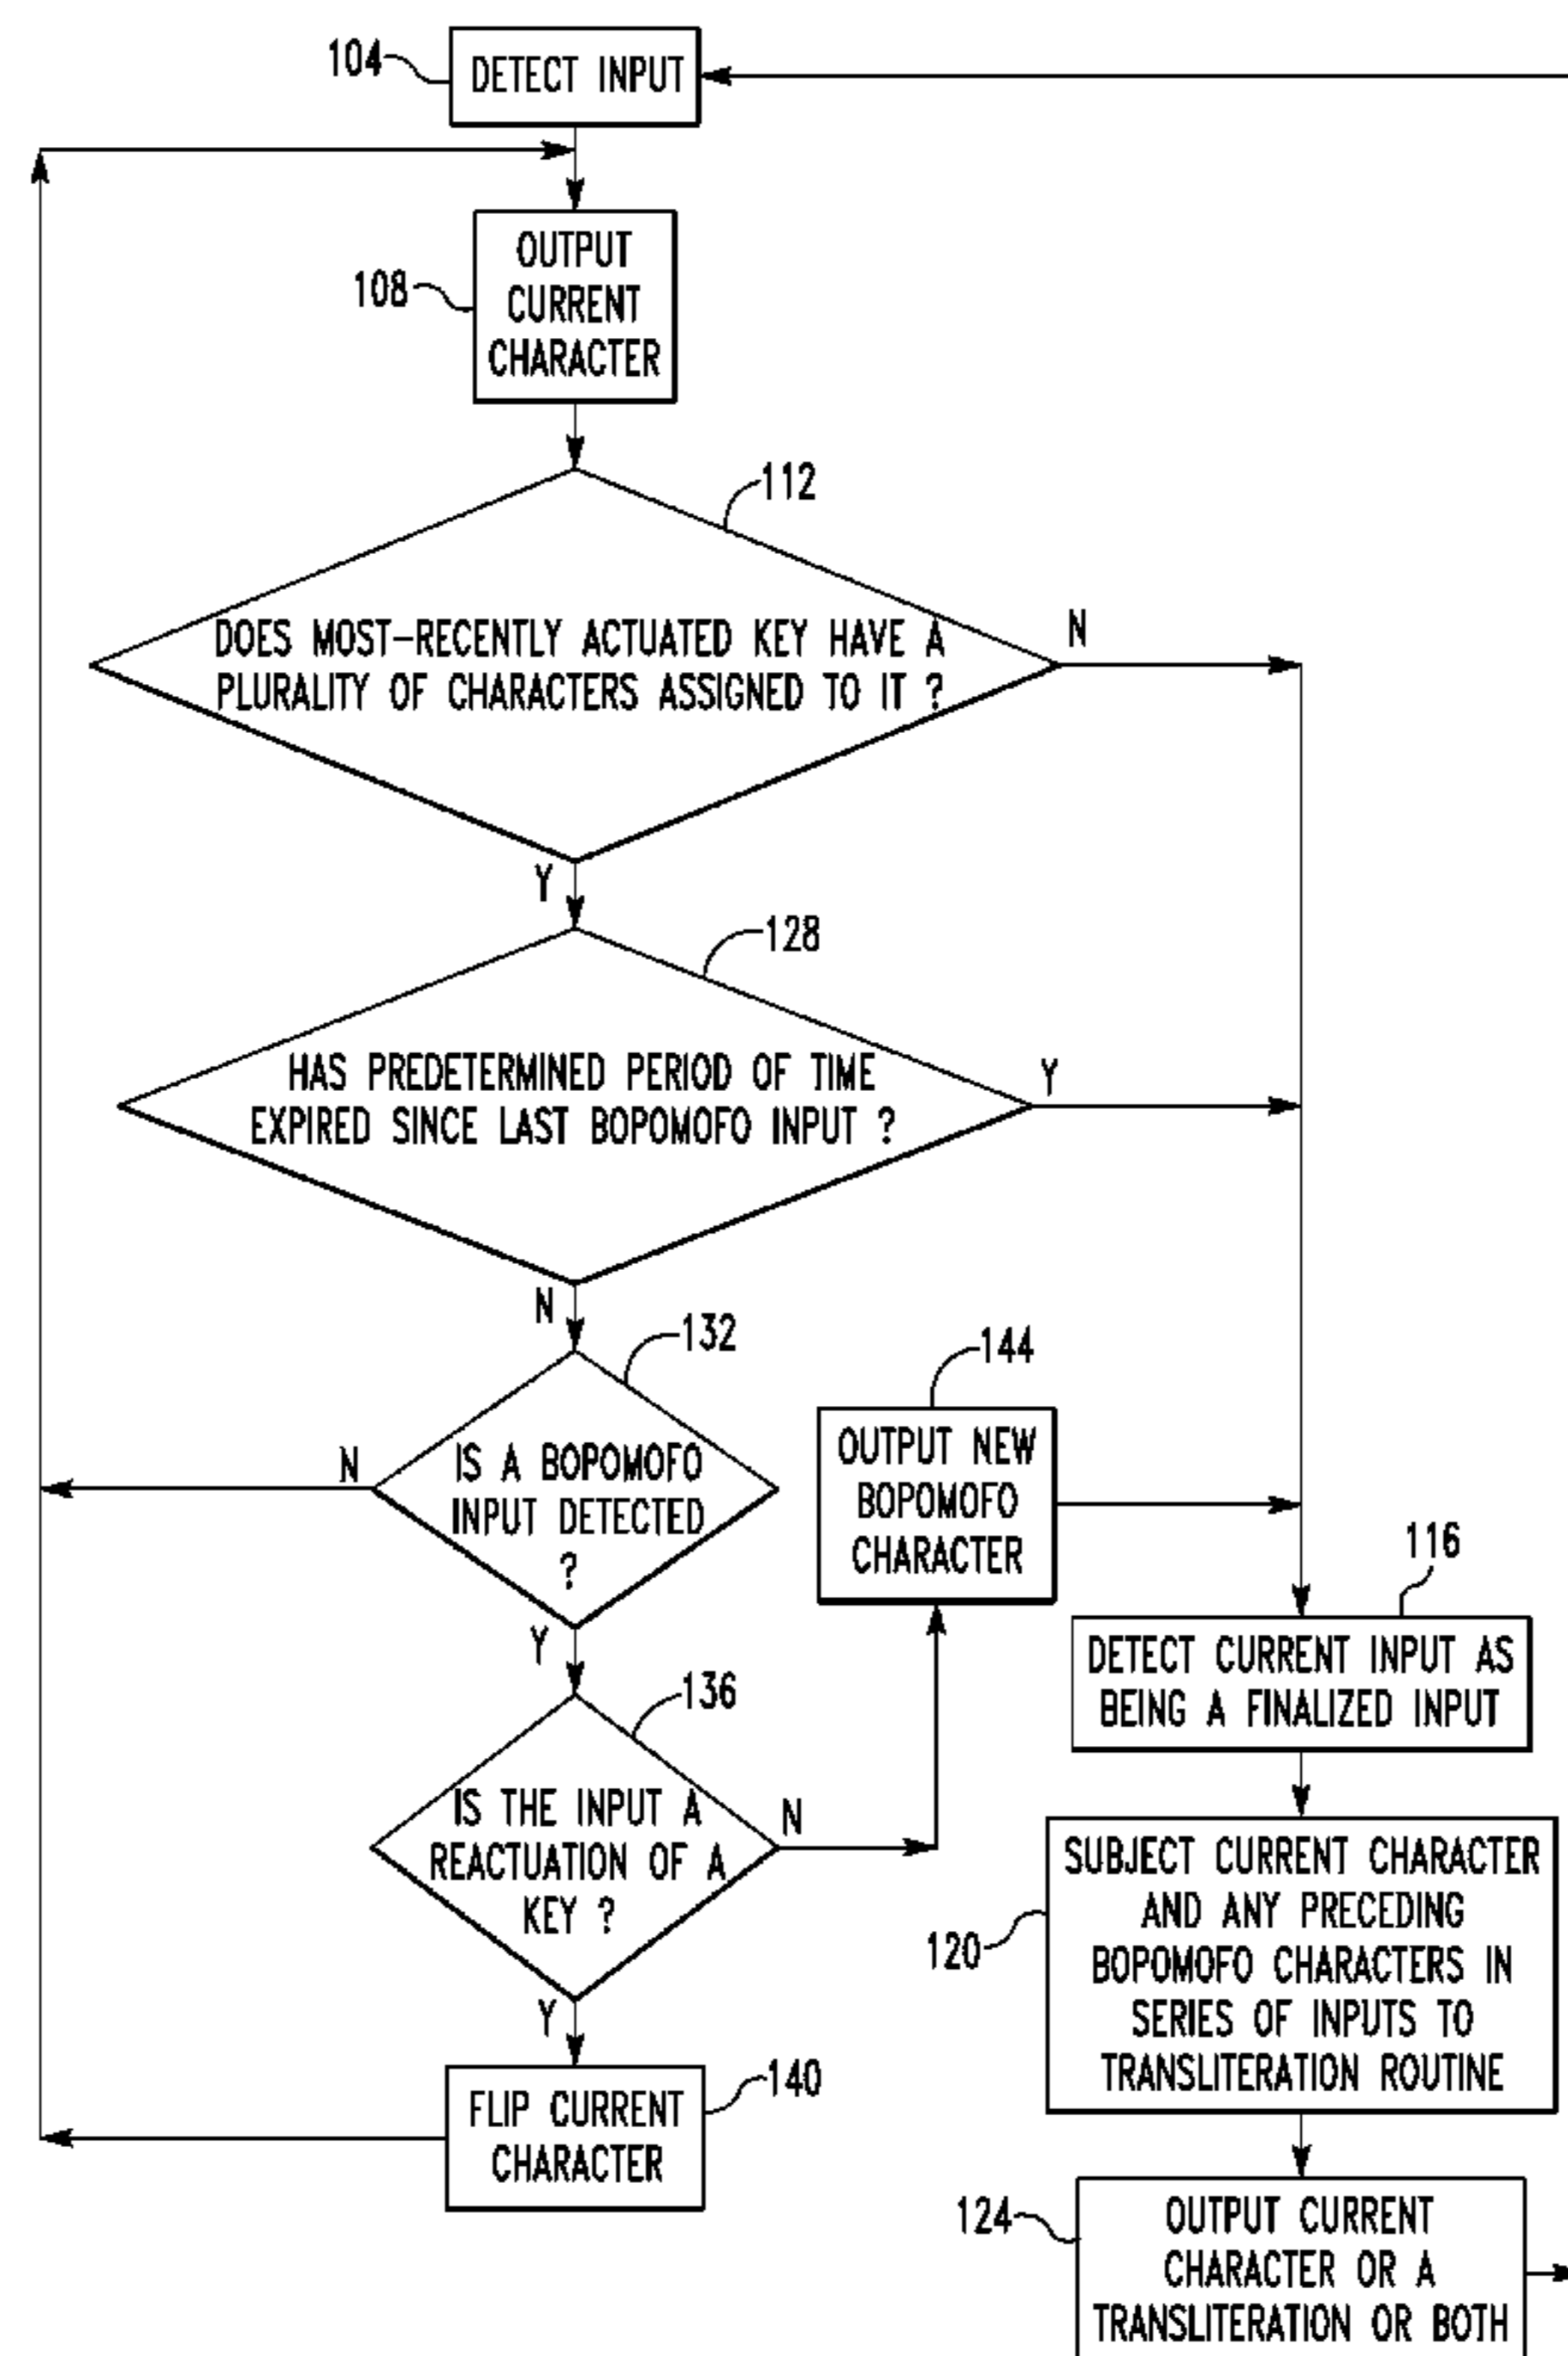 104
DETECT INPUT
108
OUTPUT
CURRENT
CHARACTER
112
DOES MOST-RECENTLY ACTUATED KEY HAVE A
PLURALITY OF CHARACTERS ASSIGNED TO IT ?
N
Y
128
HAS PREDETERMINED PERIOD OF TIME
EXPIRED SINCE LAST BOPOMOFO INPUT ?
Y
N
132
IS A BOPOMOFO
INPUT DETECTED
?
N
Y
144
OUTPUT NEW
BOPOMOFO
CHARACTER
136
IS THE INPUT A
REACTUATION OF A
KEY ?
N
Y
140
FLIP CURRENT
CHARACTER
116
DETECT CURRENT INPUT AS
BEING A FINALIZED INPUT
120
SUBJECT CURRENT CHARACTER
AND ANY PRECEDING
BOPOMOFO CHARACTERS IN
SERIES OF INPUTS TO
TRANSLITERATION ROUTINE
124
OUTPUT CURRENT
CHARACTER OR A
TRANSLITERATION OR BOTH